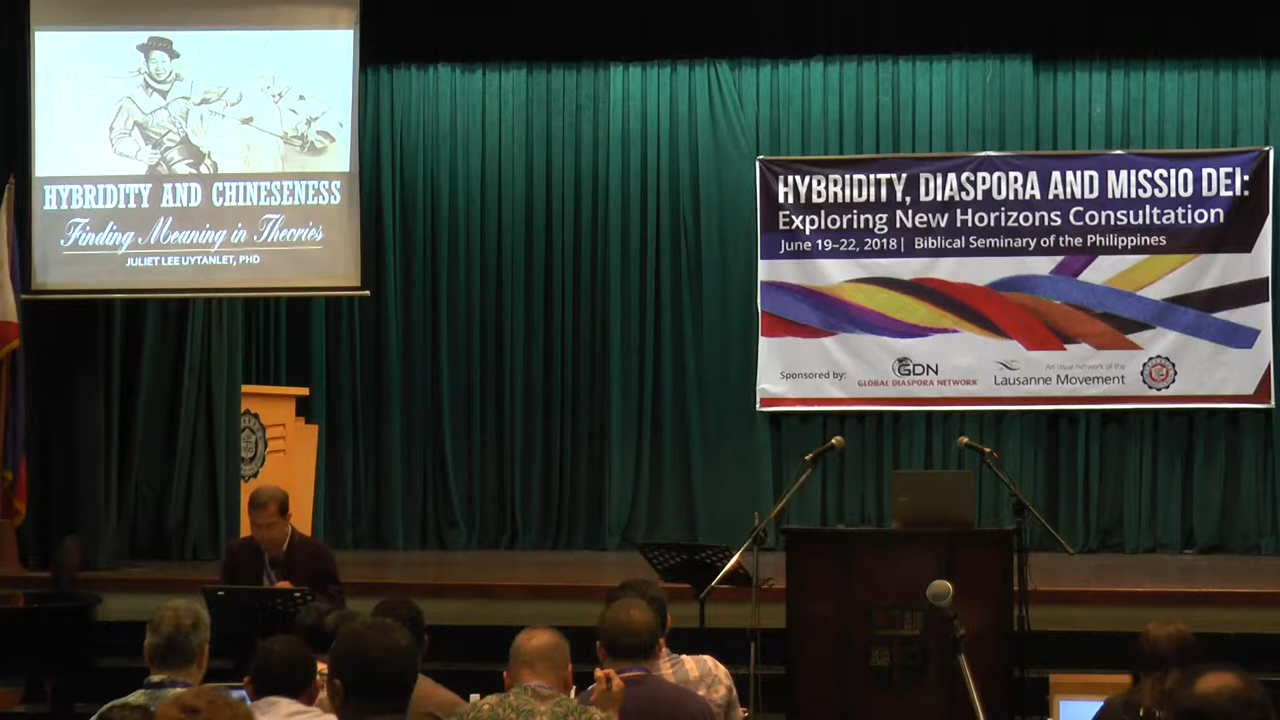 HYBRIDITY AND CHINESENESS
Finding Meaning in Theories
JULIET LEE UYTANLET, PHD
HYBRIDITY, DIASPORA AND MISSIO DEI:
Exploring New Horizons Consultation
June 19–22, 2018 | Biblical Seminary of the Philippines
Sponsored by:
GDN
GLOBAL DIASPORA NETWORK
An issue network of the
Lausanne Movement